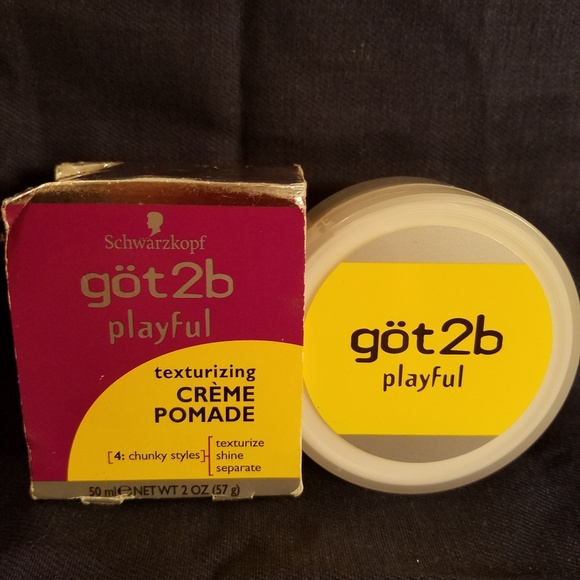 Schwarzkopf
göt2b
playful
texturizing
CRÈME
POMADE
[4: chunky styles]-[
texturize
shine
separate
50 ml ℮ NET WT 2 OZ. (57 g)
göt2b
playful